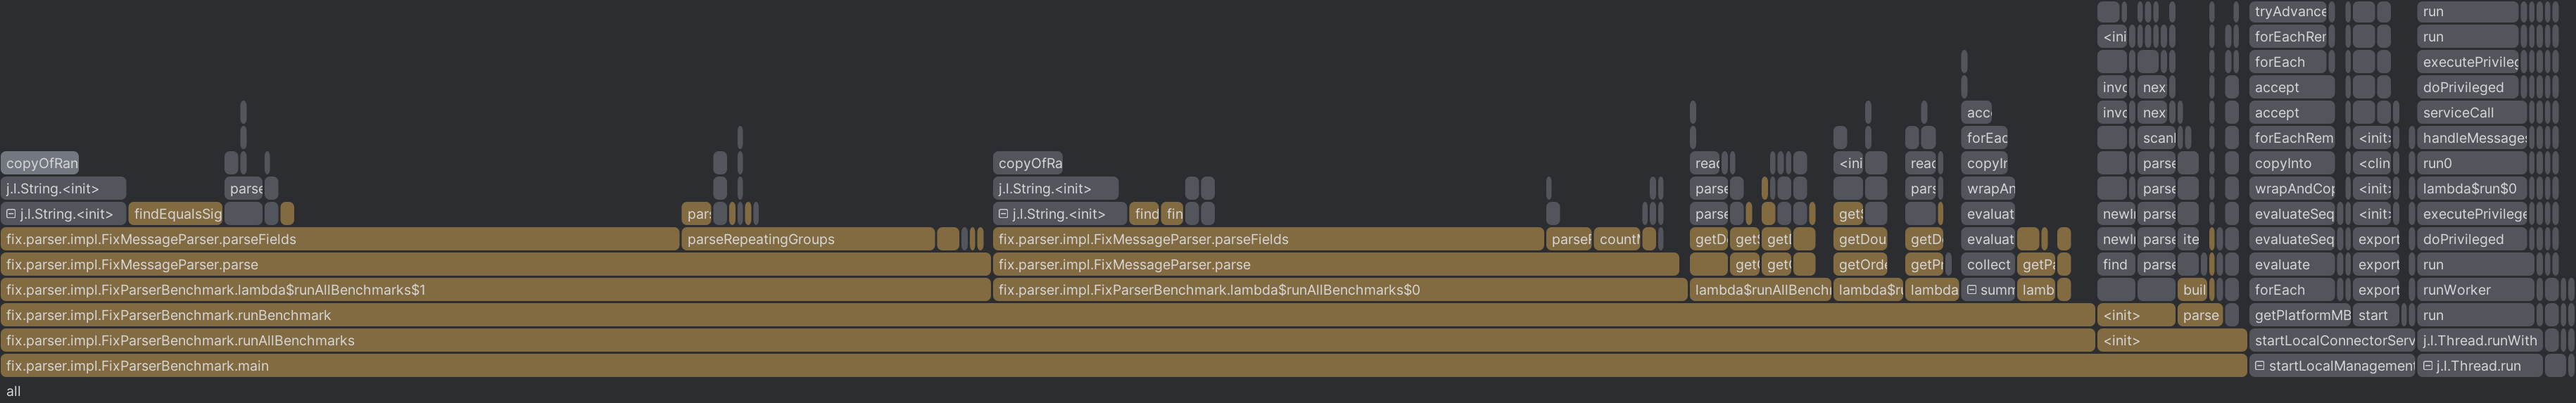 tryAdvance run
<ini forEachRer run
forEach executePrivileg
invc nex accept doPrivileged
acc invc nex accept serviceCall
forEac scanl forEachRem <init> handleMessage
copyOfRan copyOfRa reac <ini reac copyIr parse copyInto <clin run0
j.l.String.<init> parse j.l.String.<init> parse pars wrapAn parse wrapAndCop <init> lambda$run$0
j.l.String.<init> findEqualsSig pars j.l.String.<init> find fin parse get evaluat newIr parse evaluateSeq <init> executePrivilege
fix.parser.impl.FixMessageParser.parseFields parseRepeatingGroups fix.parser.impl.FixMessageParser.parseFields parseF count getD get getl getDou getD evaluat newIr parse ite evaluateSeq export doPrivileged
fix.parser.impl.FixMessageParser.parse fix.parser.impl.FixMessageParser.parse get get getOrde getPr collect getPa find parse evaluate export run
fix.parser.impl.FixParserBenchmark.lambda$runAllBenchmarks$1 fix.parser.impl.FixParserBenchmark.lambda$runAllBenchmarks$0 lambda$runAllBench lambda$ru lambda summ lamb buil forEach export runWorker
fix.parser.impl.FixParserBenchmark.runBenchmark <init> parse getPlatformMB start run
fix.parser.impl.FixParserBenchmark.runAllBenchmarks <init> startLocalConnectorServ j.l.Thread.runWith
fix.parser.impl.FixParserBenchmark.main startLocalManagement j.l.Thread.run
all